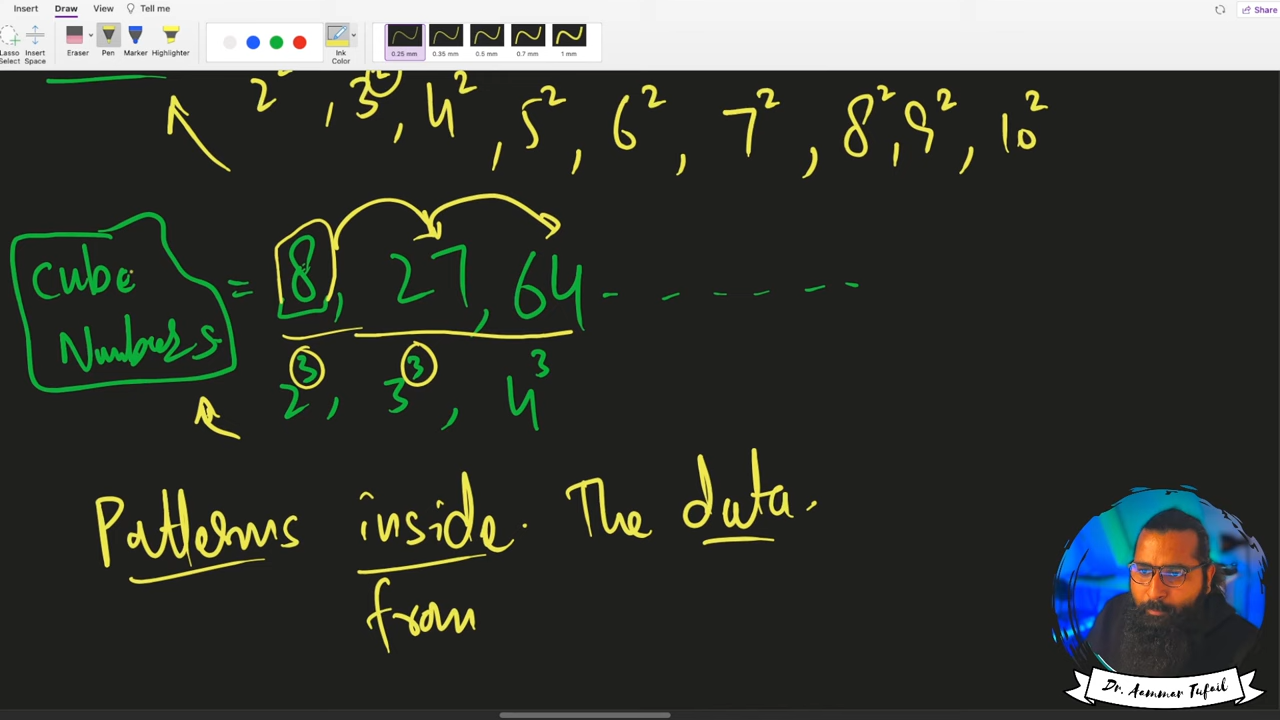 Insert Draw View Tell me Share
Lasso Select Insert Space Eraser Pen Marker Highlighter Ink Color 0.25 mm 0.35 mm 0.5 mm 0.7 mm 1 mm
2², 3², 4², 5², 6², 7², 8², 9², 10²
Cube Numbers = 8, 27, 64 - - - - - -
2³, 3³, 4³
Patterns inside. The data.
from
Dr. Aammar Tufail